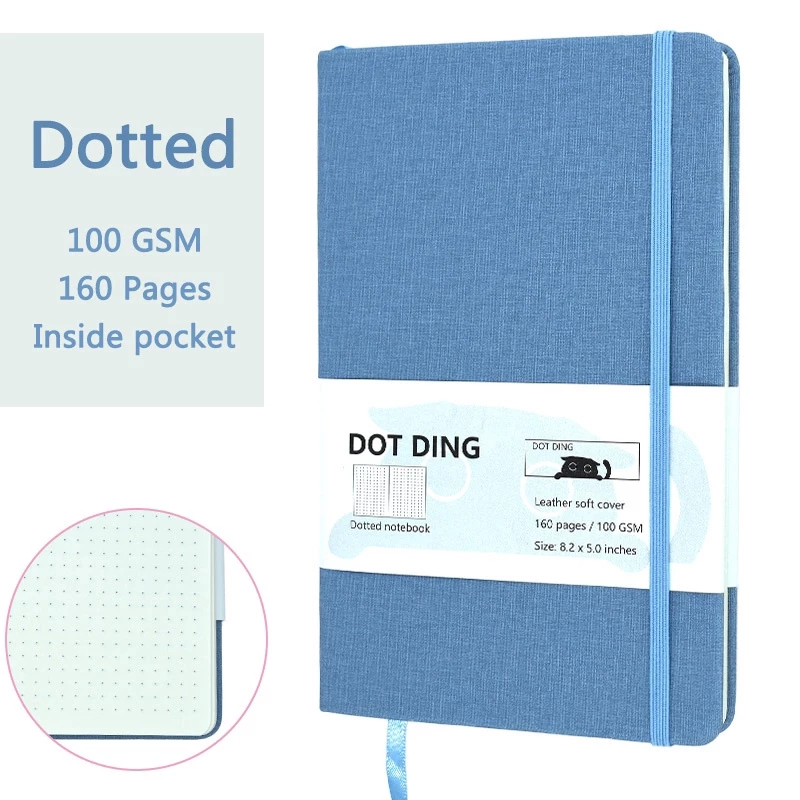 Dotted
100 GSM
160 Pages
Inside pocket
DOT DING
Dotted notebook
DOT DING
Leather soft cover
160 pages / 100 GSM
Size: 8.2 x 5.0 inches